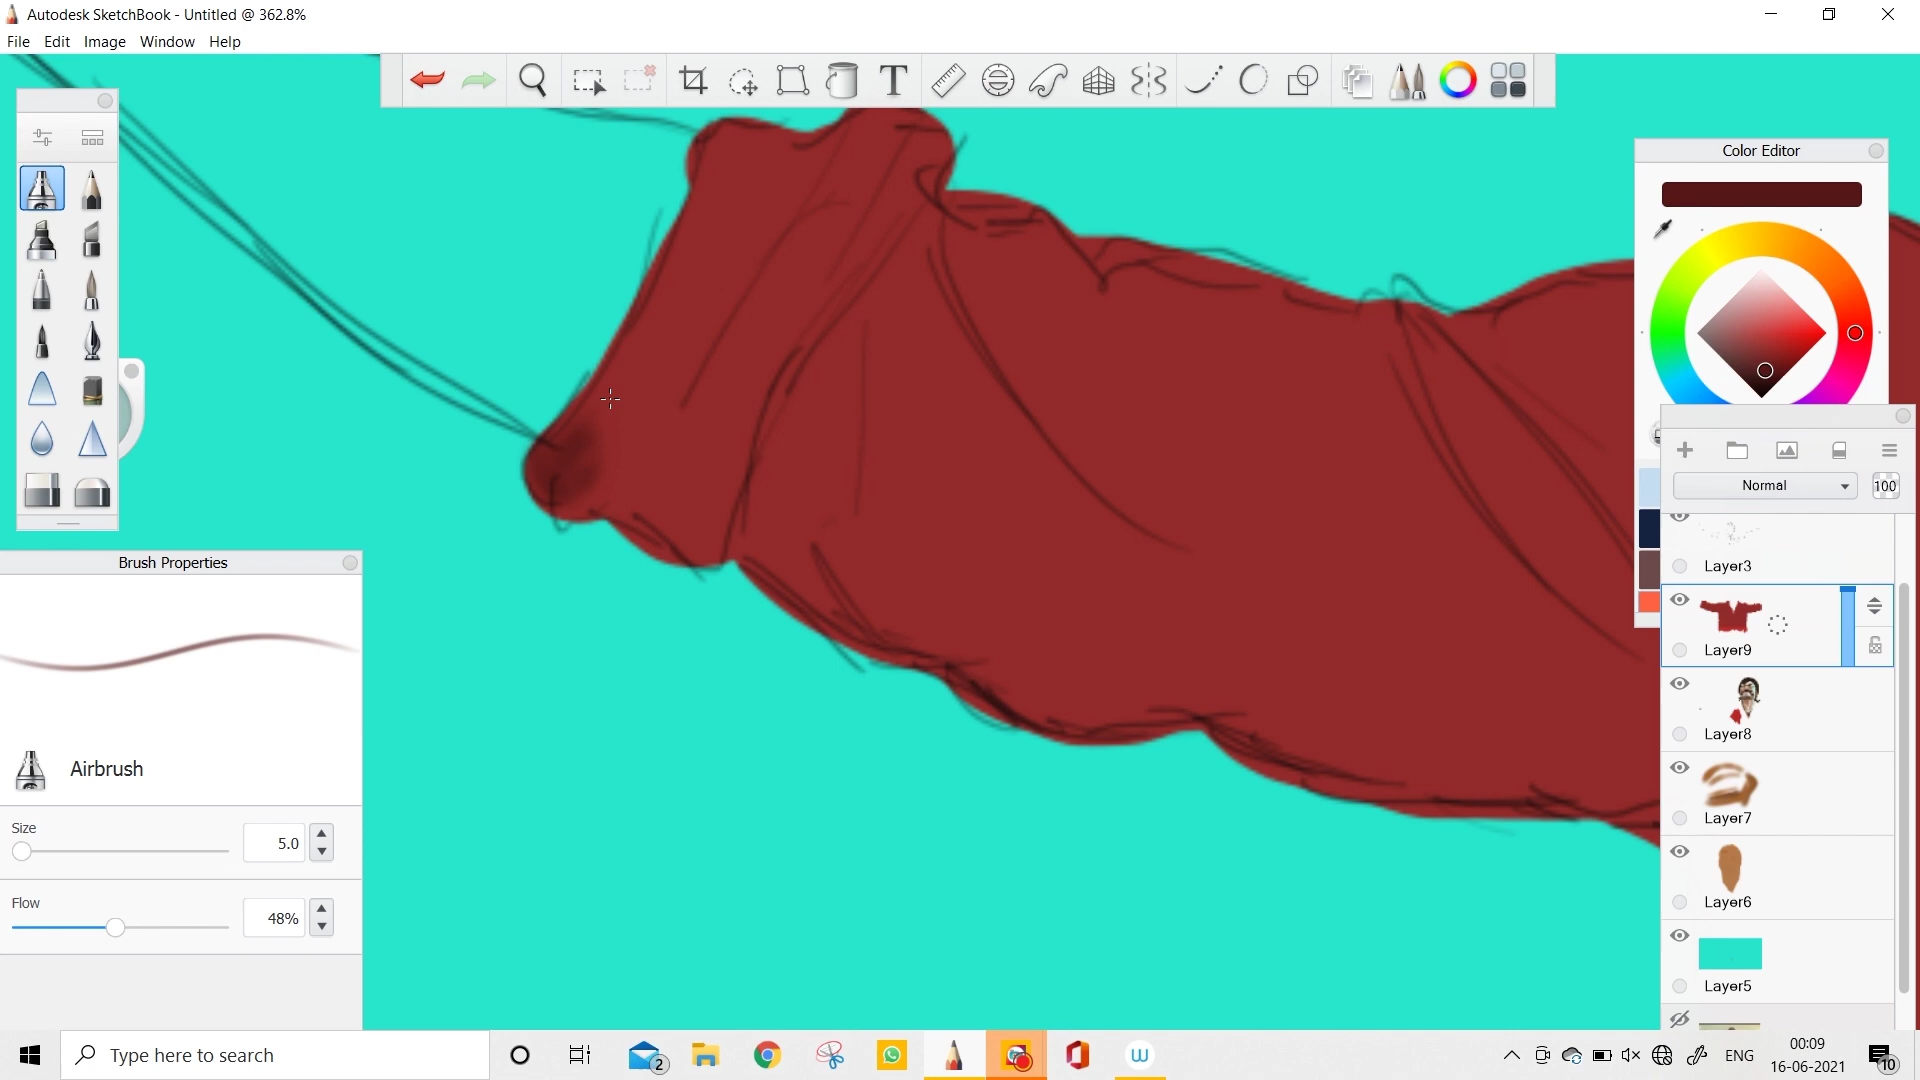 Autodesk SketchBook - Untitled @ 362.8%
File Edit Image Window Help
T
Color Editor
Normal 100
Layer3
Layer9
Layer8
Layer7
Layer6
Layer5
Brush Properties
Airbrush
Size
5.0
Flow
48%
Type here to search
2
W
ENG
00:09
16-06-2021
10